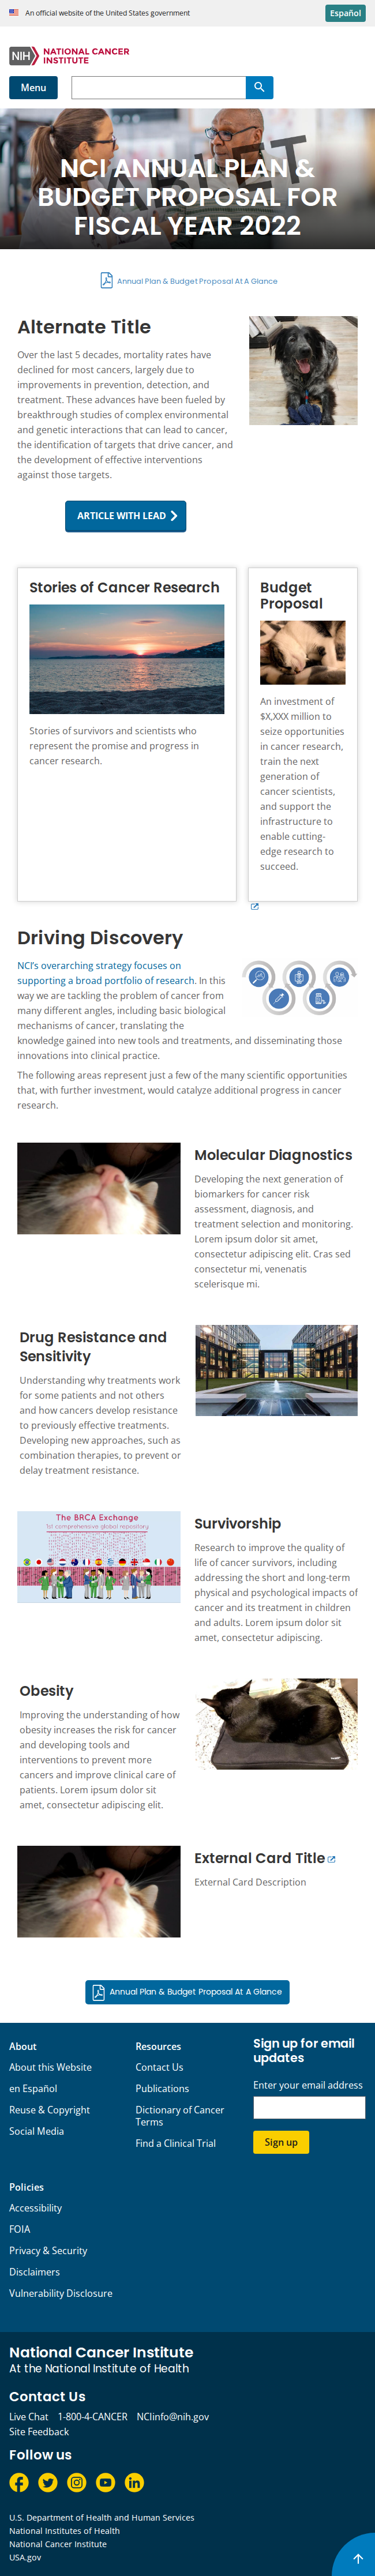 An official website of the United States government
Español
NIH NATIONAL CANCER
INSTITUTE
Menu
NCI ANNUAL PLAN &
BUDGET PROPOSAL FOR
FISCAL YEAR 2022
Annual Plan & Budget Proposal At A Glance
Alternate Title
Over the last 5 decades, mortality rates have
declined for most cancers, largely due to
improvements in prevention, detection, and
treatment. These advances have been fueled by
breakthrough studies of complex environmental
and genetic interactions that can lead to cancer,
the identification of targets that drive cancer, and
the development of effective interventions
against those targets.
ARTICLE WITH LEAD
Stories of Cancer Research
Stories of survivors and scientists who
represent the promise and progress in
cancer research.
Budget
Proposal
An investment of
$X,XXX million to
seize opportunities
in cancer research,
train the next
generation of
cancer scientists,
and support the
infrastructure to
enable cutting-
edge research to
succeed.
Driving Discovery
NCI's overarching strategy focuses on
supporting a broad portfolio of research. In this
way we are tackling the problem of cancer from
many different angles, including basic biological
mechanisms of cancer, translating the
knowledge gained into new tools and treatments, and disseminating those
innovations into clinical practice.
The following areas represent just a few of the many scientific opportunities
that, with further investment, would catalyze additional progress in cancer
research.
Molecular Diagnostics
Developing the next generation of
biomarkers for cancer risk
assessment, diagnosis, and
treatment selection and monitoring.
Lorem ipsum dolor sit amet,
consectetur adipiscing elit. Cras sed
consectetur mi, venenatis
scelerisque mi.
Drug Resistance and
Sensitivity
Understanding why treatments work
for some patients and not others
and how cancers develop resistance
to previously effective treatments.
Developing new approaches, such as
combination therapies, to prevent or
delay treatment resistance.
The BRCA Exchange
1st comprehensive global repository
Survivorship
Research to improve the quality of
life of cancer survivors, including
addressing the short and long-term
physical and psychological impacts of
cancer and its treatment in children
and adults. Lorem ipsum dolor sit
amet, consectetur adipiscing.
Obesity
Improving the understanding of how
obesity increases the risk for cancer
and developing tools and
interventions to prevent more
cancers and improve clinical care of
patients. Lorem ipsum dolor sit
amet, consectetur adipiscing elit.
External Card Title
External Card Description
Annual Plan & Budget Proposal At A Glance
About
About this Website
en Español
Reuse & Copyright
Social Media
Resources
Contact Us
Publications
Dictionary of Cancer
Terms
Find a Clinical Trial
Sign up for email
updates
Enter your email address
Sign up
Policies
Accessibility
FOIA
Privacy & Security
Disclaimers
Vulnerability Disclosure
National Cancer Institute
At the National Institute of Health
Contact Us
Live Chat 1-800-4-CANCER NCIinfo@nih.gov
Site Feedback
Follow us
U.S. Department of Health and Human Services
National Institutes of Health
National Cancer Institute
USA.gov